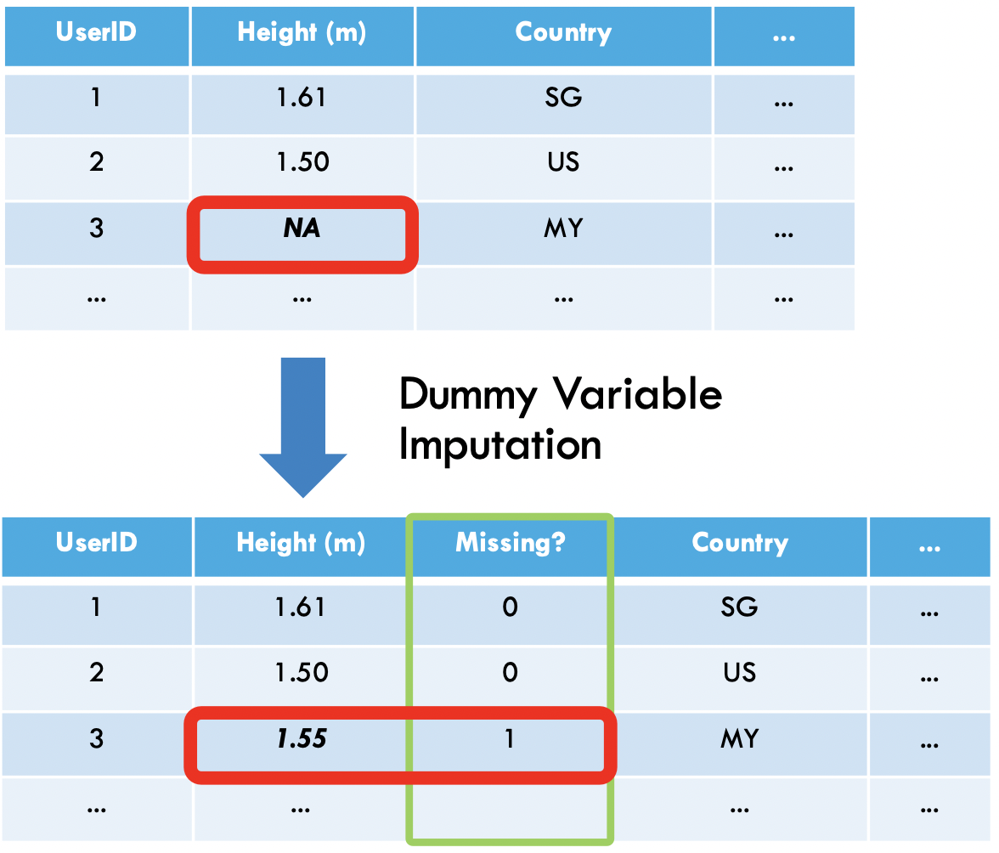 UserID Height (m) Country ...
1 1.61 SG ...
2 1.50 US ...
3 NA MY ...
... ... ... ...
Dummy Variable
Imputation
UserID Height (m) Missing? Country ...
1 1.61 0 SG ...
2 1.50 0 US ...
3 1.55 1 MY ...
... ... ... ...